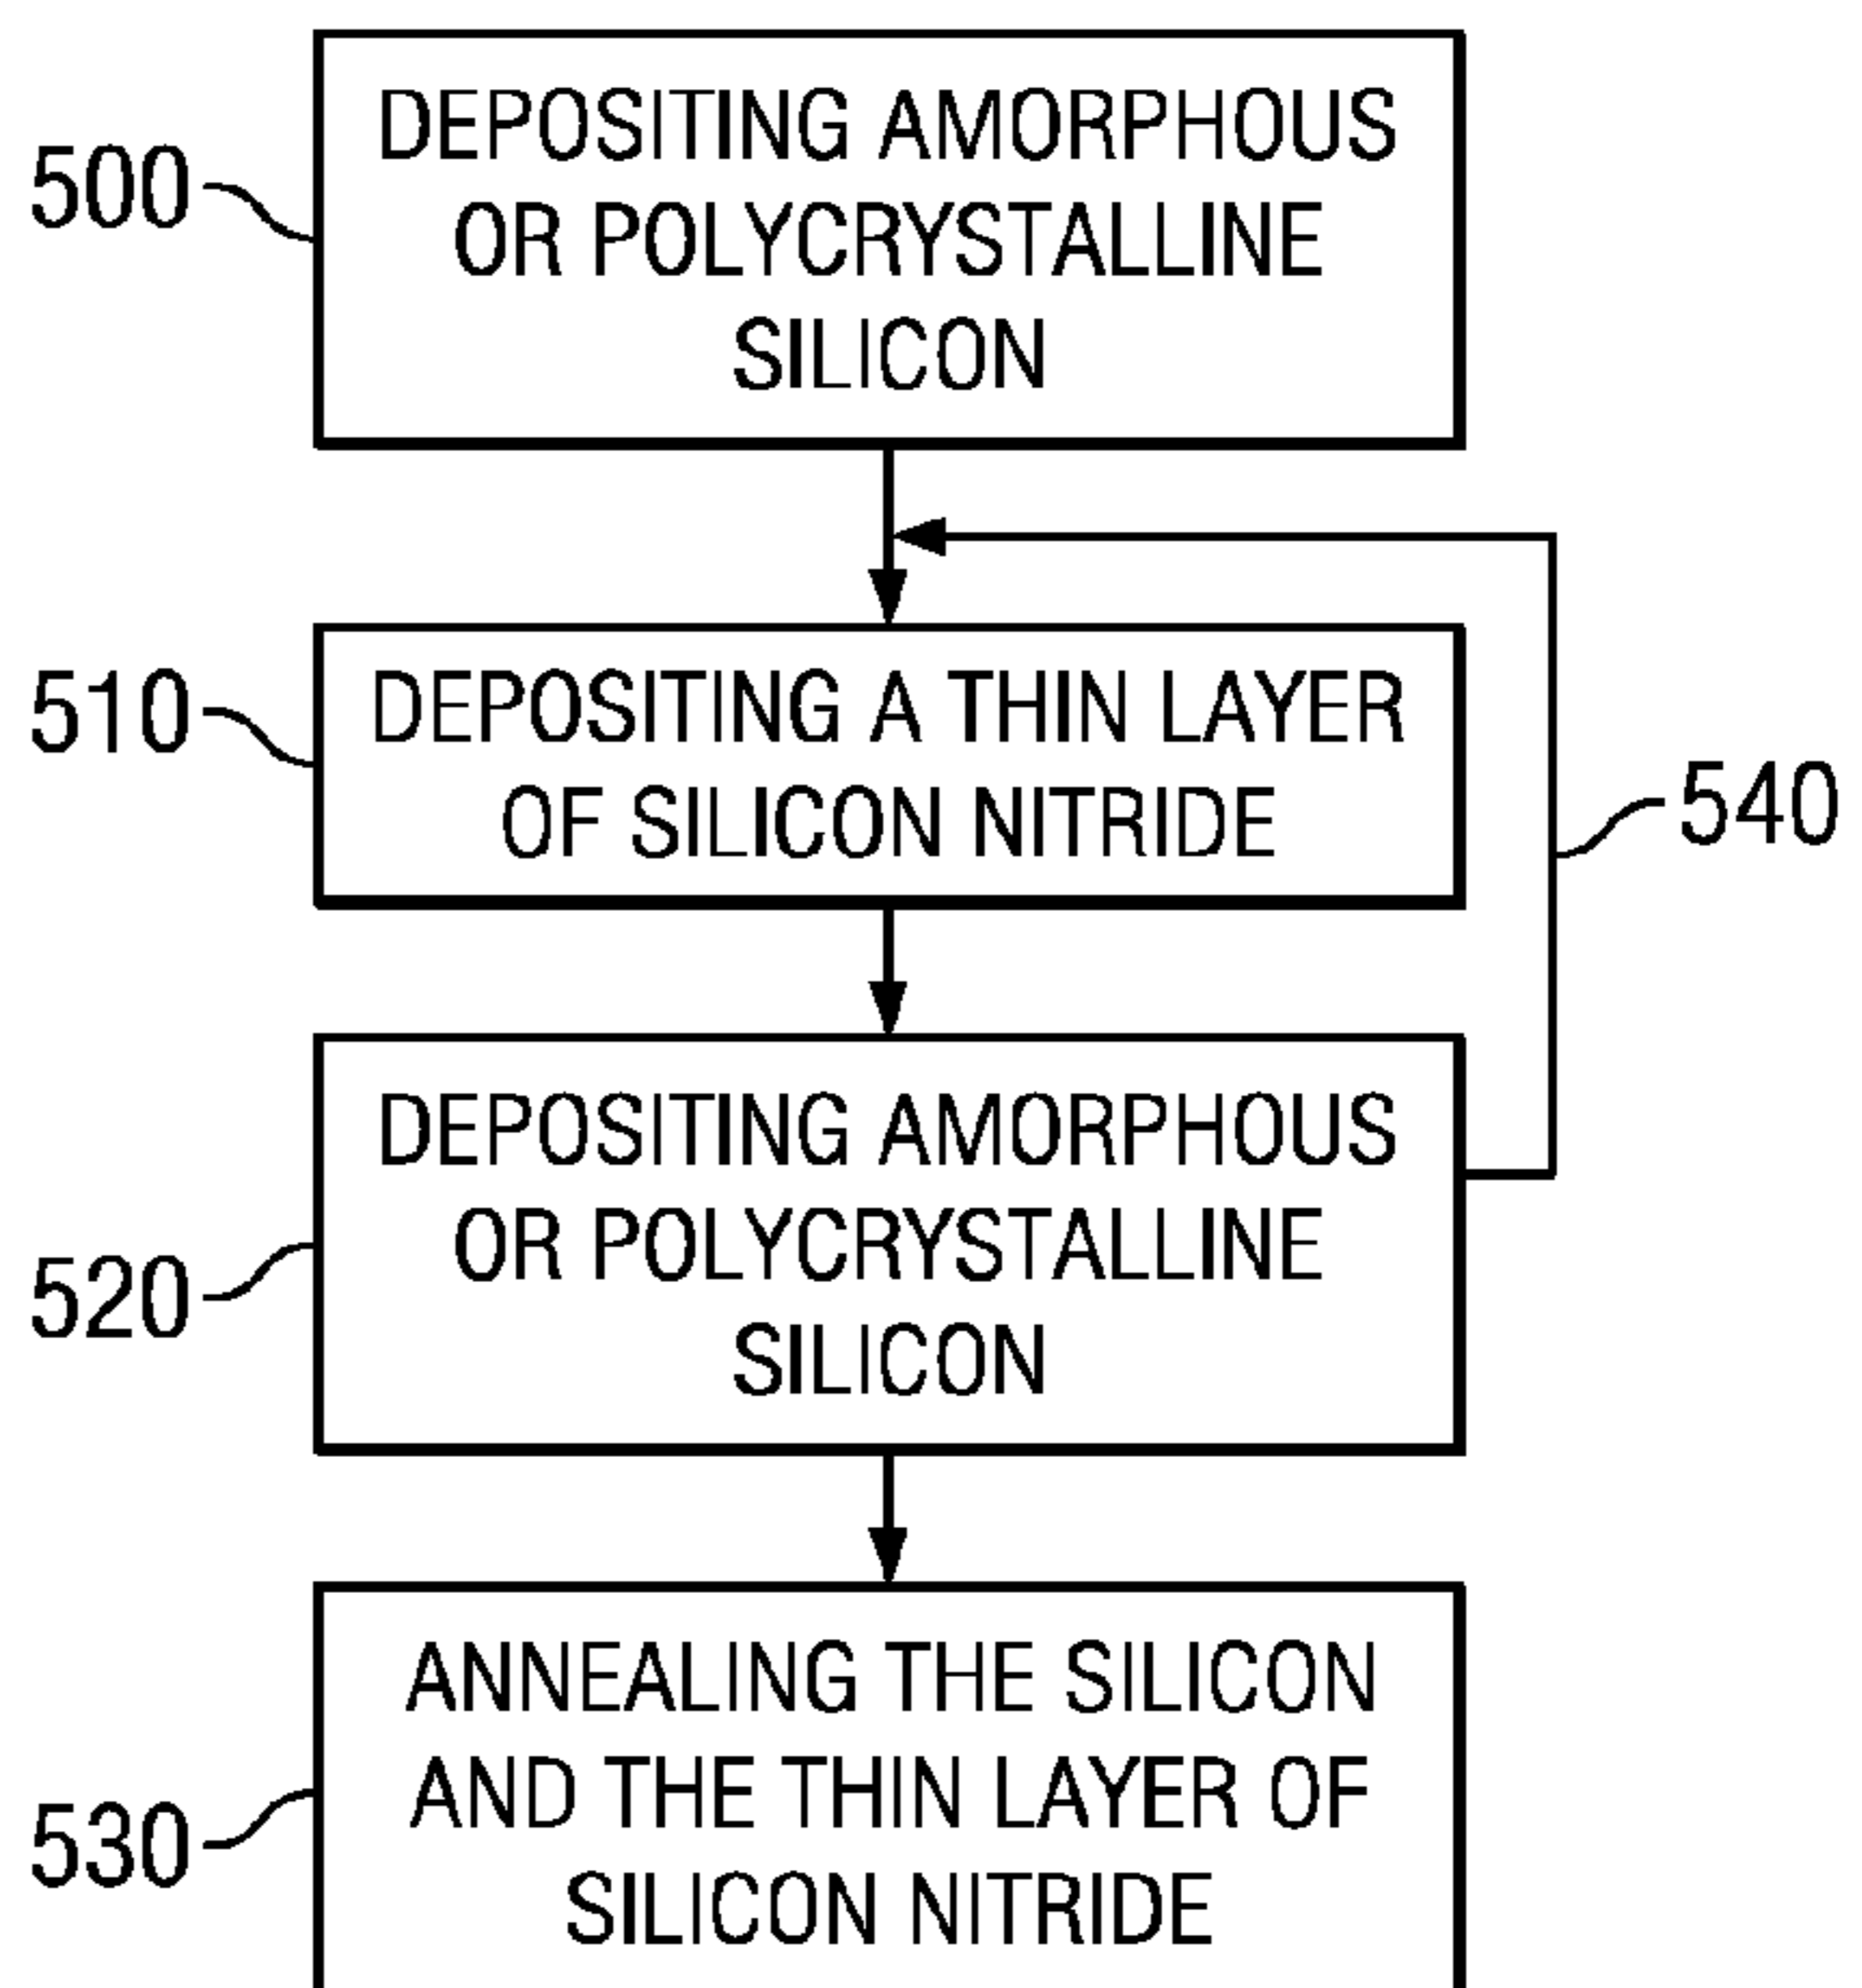 500
DEPOSITING AMORPHOUS
OR POLYCRYSTALLINE
SILICON
510
DEPOSITING A THIN LAYER
OF SILICON NITRIDE
540
520
DEPOSITING AMORPHOUS
OR POLYCRYSTALLINE
SILICON
530
ANNEALING THE SILICON
AND THE THIN LAYER OF
SILICON NITRIDE